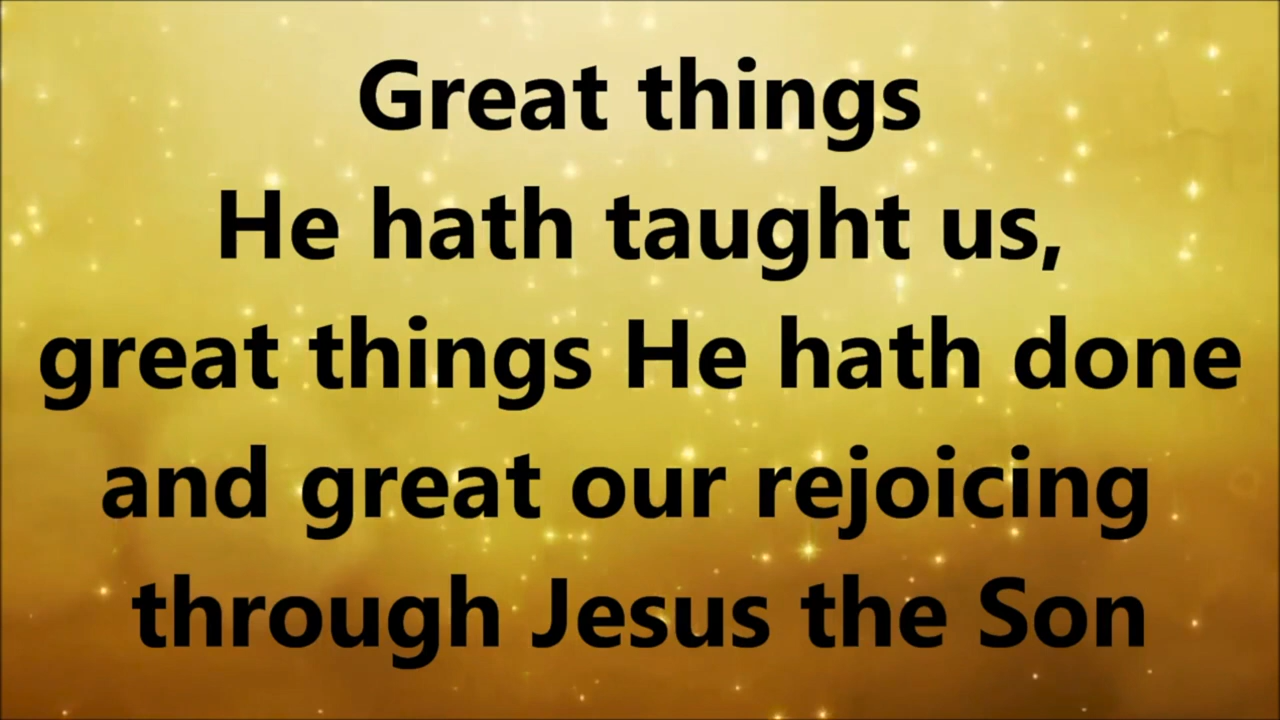 Great things
He hath taught us,
great things He hath done
and great our rejoicing
through Jesus the Son